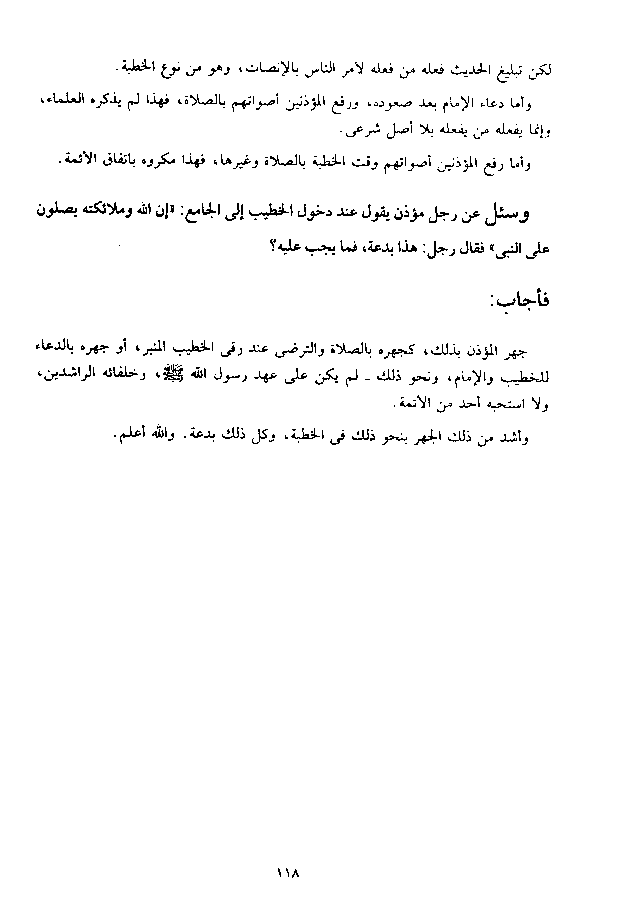 لكن تبليغ الحديث فعله من فعله لأمر الناس بالإنصات، وهو من نوع الخطبة.
وأما دعاء الإمام بعد صعوده، ورفع المؤذنين أصواتهم بالصلاة، فهذا لم يذكره العلماء،
وإنما يفعله من يفعله بلا أصل شرعى.
وأما رفع المؤذنين أصواتهم وقت الخطبة بالصلاة وغيرها، فهذا مكروه باتفاق الأئمة.
وسئل عن رجل مؤذن يقول عند دخول الخطيب إلى الجامع: «إن الله وملائكته يصلون
على النبى» فقال رجل: هذا بدعة، فما يجب عليه؟
فأجاب:
جهر المؤذن بذلك، كجهره بالصلاة والترضى عند رقى الخطيب المنبر، أو جهره بالدعاء
للخطيب والإمام، ونحو ذلك ـ لم يكن على عهد رسول الله ﷺ، وخلفائه الراشدين،
ولا استحبه أحد من الأئمة.
وأشد من ذلك الجهر بنحو ذلك فى الخطبة، وكل ذلك بدعة. والله أعلم.
١١٨